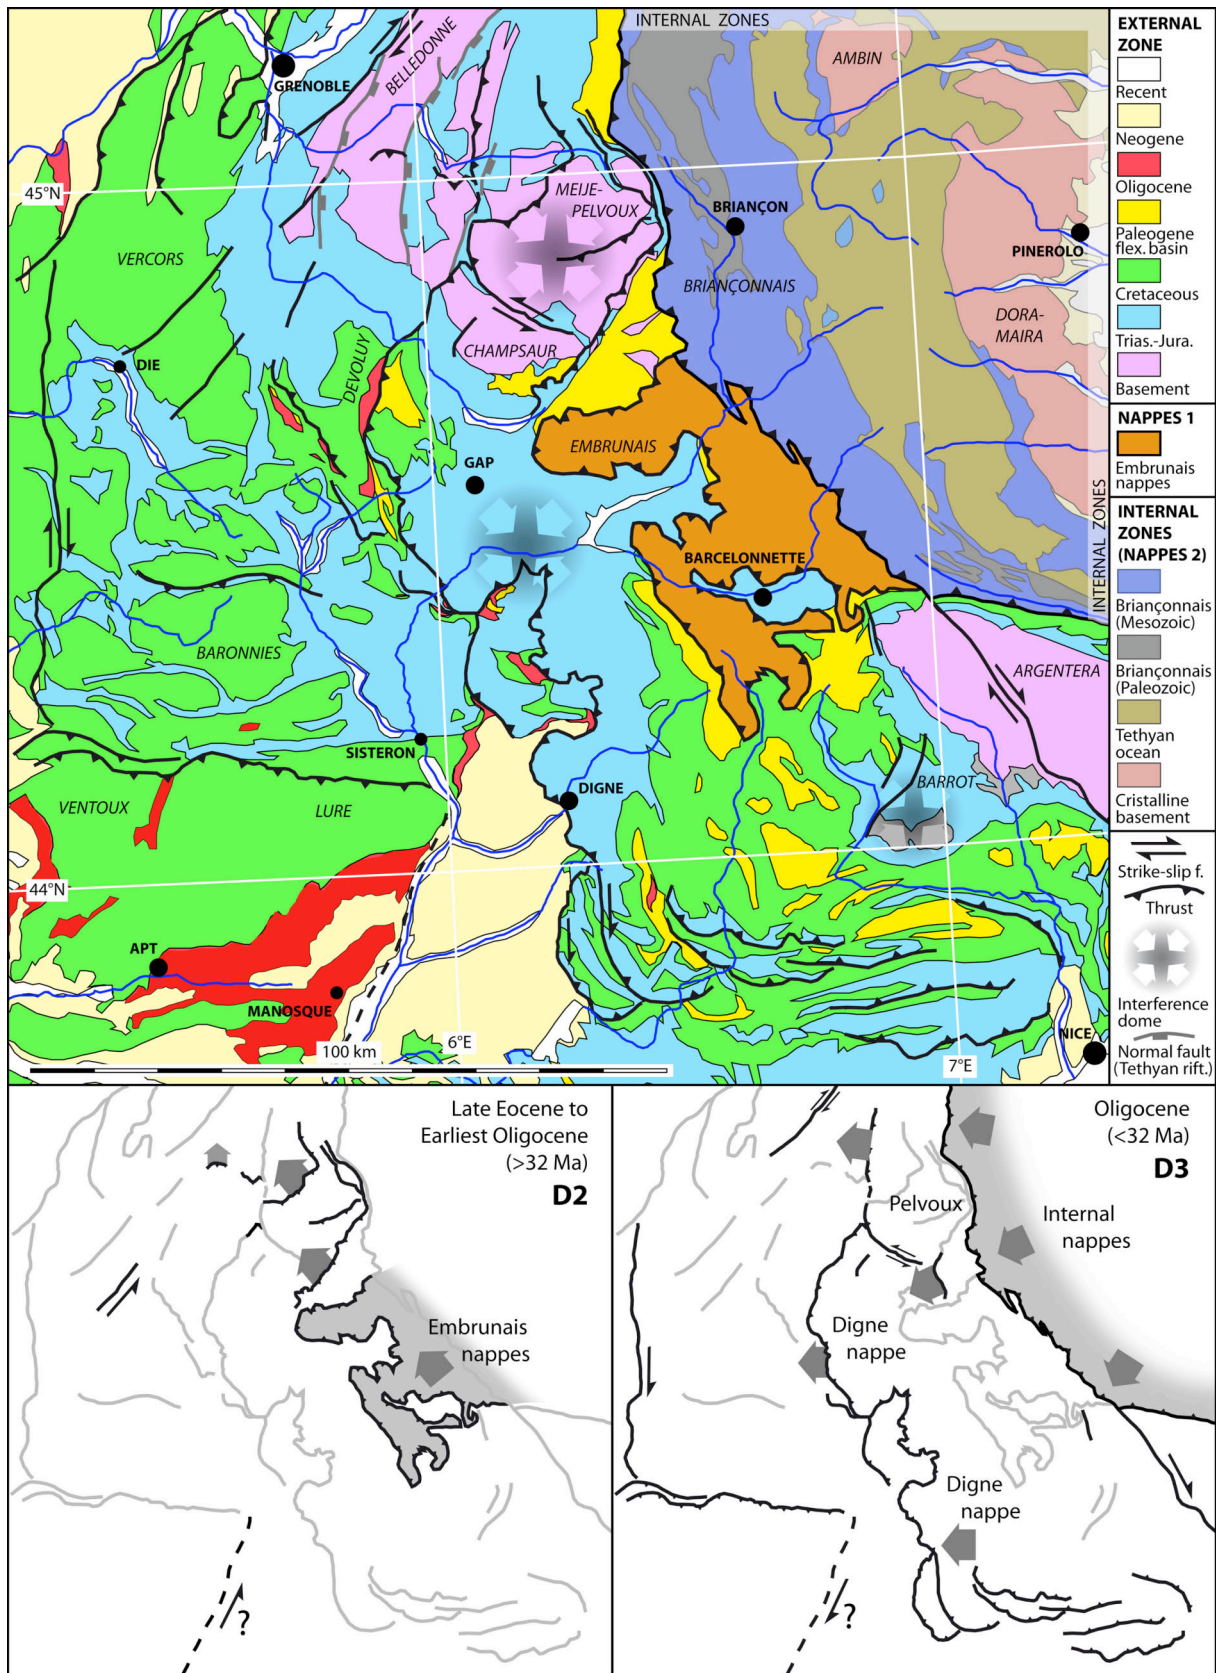 INTERNAL ZONES
BELLEDONNE
GRENOBLE
AMBIN
45°N
MEIJE-
PELVOUX
BRIANÇON
VERCORS
PINEROLO
BRIANÇONNAIS
DORA-
MAIRA
CHAMPSAUR
DIE
DEVOLUY
EMBRUNAIS
GAP
INTERNAL ZONES
BARCELONNETTE
BARONNIES
ARGENTERA
SISTERON
BARROT
DIGNE
VENTOUX
LURE
44°N
APT
MANOSQUE
100 km
6°E
7°E
NICE
EXTERNAL
ZONE
Recent
Neogene
Oligocene
Paleogene
flex. basin
Cretaceous
Trias.-Jura.
Basement
NAPPES 1
Embrunais
nappes
INTERNAL
ZONES
(NAPPES 2)
Briançonnais
(Mesozoic)
Briançonnais
(Paleozoic)
Tethyan
ocean
Cristalline
basement
Strike-slip f.
Thrust
Interference
dome
Normal fault
(Tethyan rift.)
Late Eocene to
Earliest Oligocene
(>32 Ma)
D2
Embrunais
nappes
?
Oligocene
(<32 Ma)
D3
Pelvoux
Internal
nappes
Digne
nappe
Digne
nappe
?